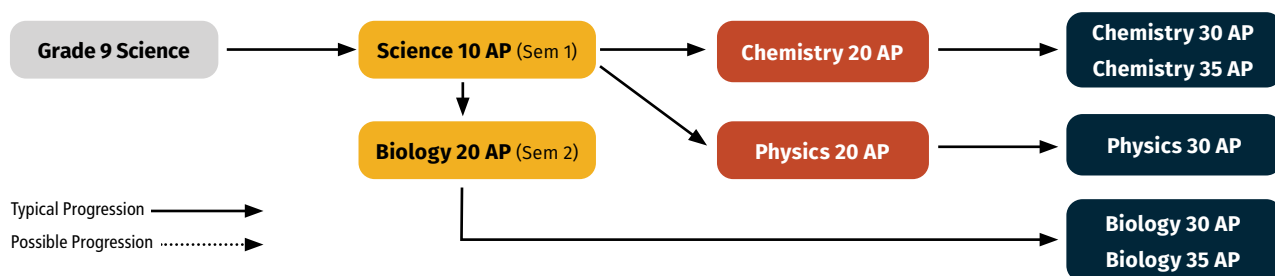 Grade 9 Science
Science 10 AP (Sem 1)
Chemistry 20 AP
Chemistry 30 AP
Chemistry 35 AP
Biology 20 AP (Sem 2)
Physics 20 AP
Physics 30 AP
Typical Progression
Possible Progression
Biology 30 AP
Biology 35 AP